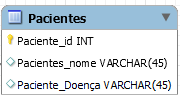 Pacientes
Paciente_id INT
Pacientes_nome VARCHAR(45)
Paciente_Doença VARCHAR(45)